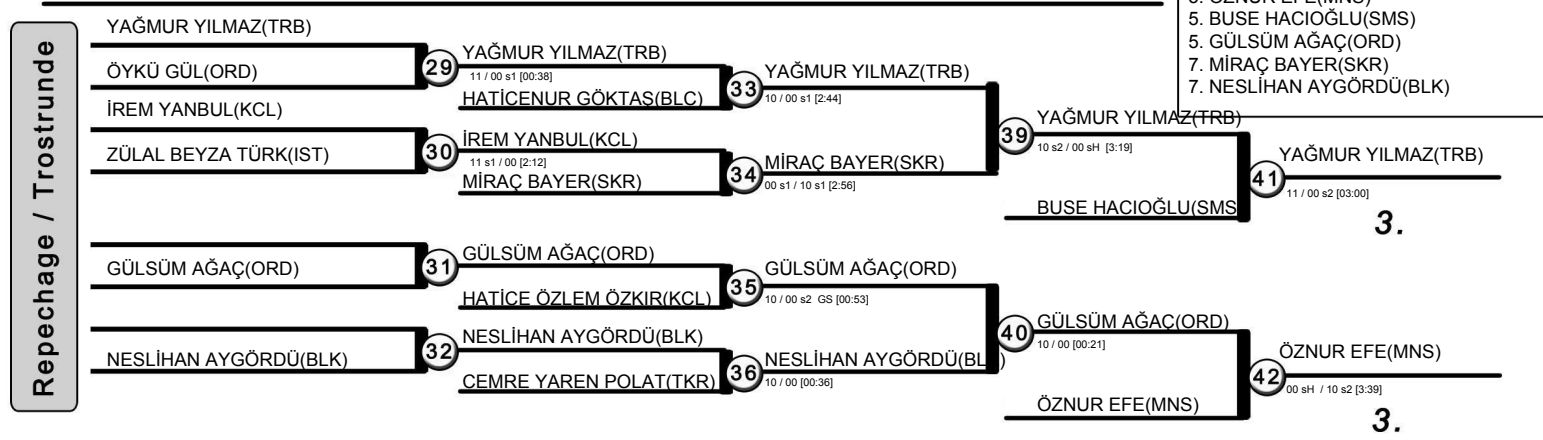 3. ÖZNUR EFE(MNS)
5. BUSE HACIOĞLU(SMS)
5. GÜLSÜM AĞAÇ(ORD)
7. MİRAÇ BAYER(SKR)
7. NESLİHAN AYGÖRDÜ(BLK)
Repechage / Trostrunde
YAĞMUR YILMAZ(TRB)
ÖYKÜ GÜL(ORD)
İREM YANBUL(KCL)
ZÜLAL BEYZA TÜRK(IST)
GÜLSÜM AĞAÇ(ORD)
NESLİHAN AYGÖRDÜ(BLK)
29
30
31
32
YAĞMUR YILMAZ(TRB)
11 / 00 s1 [00:38]
HATİCENUR GÖKTAŞ(BLC)
İREM YANBUL(KCL)
11 s1 / 00 [2:12]
MİRAÇ BAYER(SKR)
GÜLSÜM AĞAÇ(ORD)
HATİCE ÖZLEM ÖZKIR(KCL)
NESLİHAN AYGÖRDÜ(BLK)
CEMRE YAREN POLAT(TKR)
33
34
35
36
YAĞMUR YILMAZ(TRB)
10 / 00 s1 [2:44]
MİRAÇ BAYER(SKR)
00 s1 / 10 s1 [2:56]
GÜLSÜM AĞAÇ(ORD)
10 / 00 s2 GS [00:53]
NESLİHAN AYGÖRDÜ(BLK)
10 / 00 [00:36]
39
40
YAĞMUR YILMAZ(TRB)
10 s2 / 00 sH [3:19]
BUSE HACIOĞLU(SMS
GÜLSÜM AĞAÇ(ORD)
10 / 00 [00:21]
ÖZNUR EFE(MNS)
41
42
YAĞMUR YILMAZ(TRB)
11 / 00 s2 [03:00]
3.
ÖZNUR EFE(MNS)
00 sH / 10 s2 [3:39]
3.